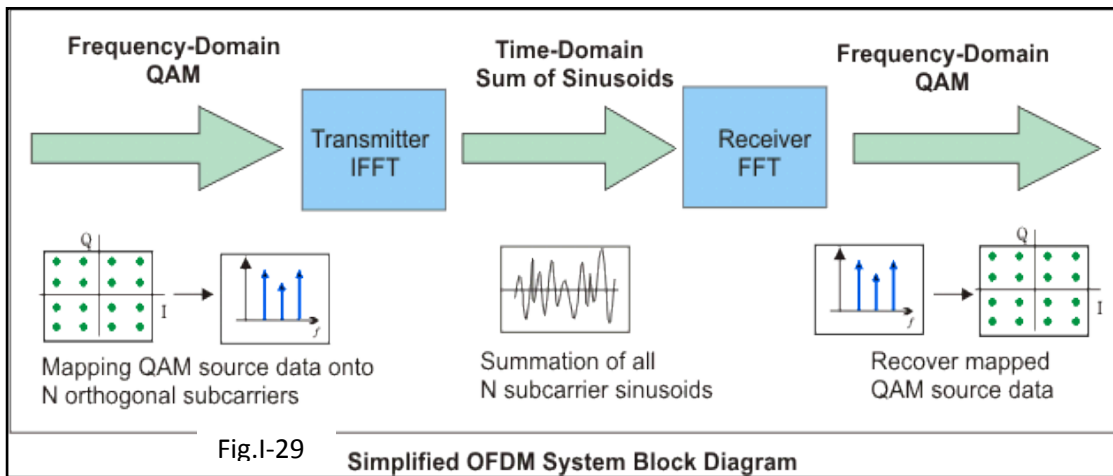 Frequency-Domain
QAM
Time-Domain
Sum of Sinusoids
Frequency-Domain
QAM
Transmitter
IFFT
Receiver
FFT
Q
I
f
Q
I
f
Mapping QAM source data onto
N orthogonal subcarriers
Summation of all
N subcarrier sinusoids
Recover mapped
QAM source data
Fig.I-29
Simplified OFDM System Block Diagram